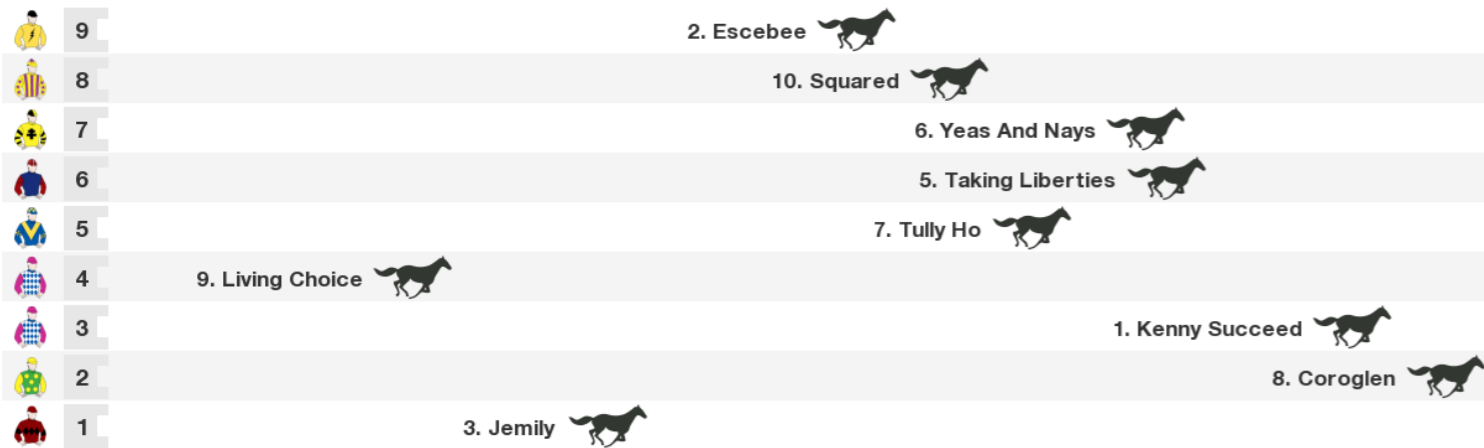 9 2. Escebee
8 10. Squared
7 6. Yeas And Nays
6 5. Taking Liberties
5 7. Tully Ho
4 9. Living Choice
3 1. Kenny Succeed
2 8. Coroglen
1 3. Jemily